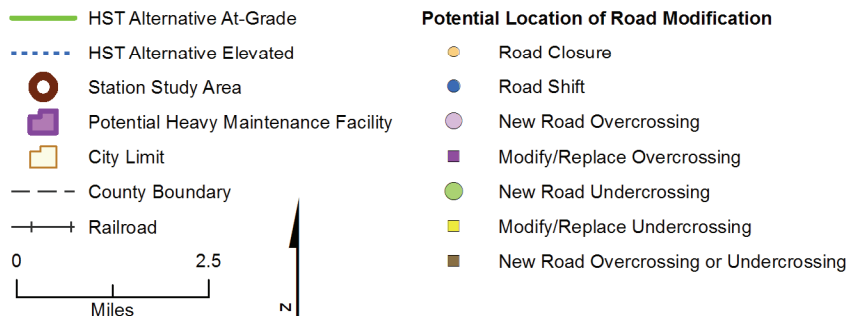 HST Alternative At-Grade
HST Alternative Elevated
Station Study Area
Potential Heavy Maintenance Facility
City Limit
County Boundary
Railroad
0 2.5
Miles
N
Potential Location of Road Modification
Road Closure
Road Shift
New Road Overcrossing
Modify/Replace Overcrossing
New Road Undercrossing
Modify/Replace Undercrossing
New Road Overcrossing or Undercrossing